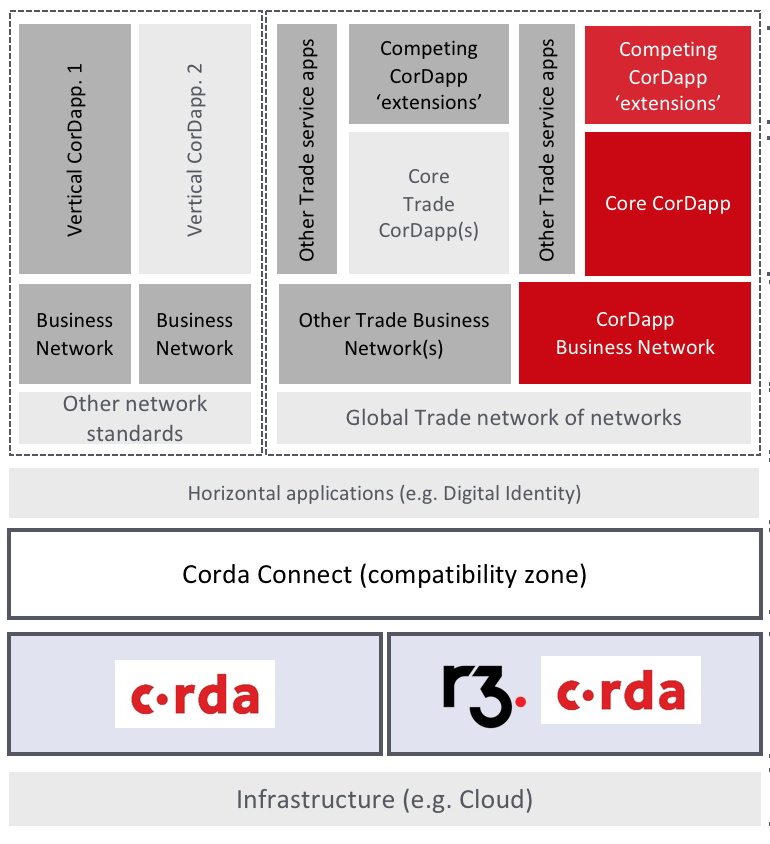 Vertical CorDapp. 1
Vertical CorDapp. 2
Business
Network
Business
Network
Other network
standards
Other Trade service apps
Competing
CorDapp
‘extensions’
Core
Trade
CorDapp(s)
Other Trade service apps
Competing
CorDapp
‘extensions’
Core CorDapp
Other Trade Business
Network(s)
CorDapp
Business Network
Global Trade network of networks
Horizontal applications (e.g. Digital Identity)
Corda Connect (compatibility zone)
c•rda
r3.
c•rda
Infrastructure (e.g. Cloud)